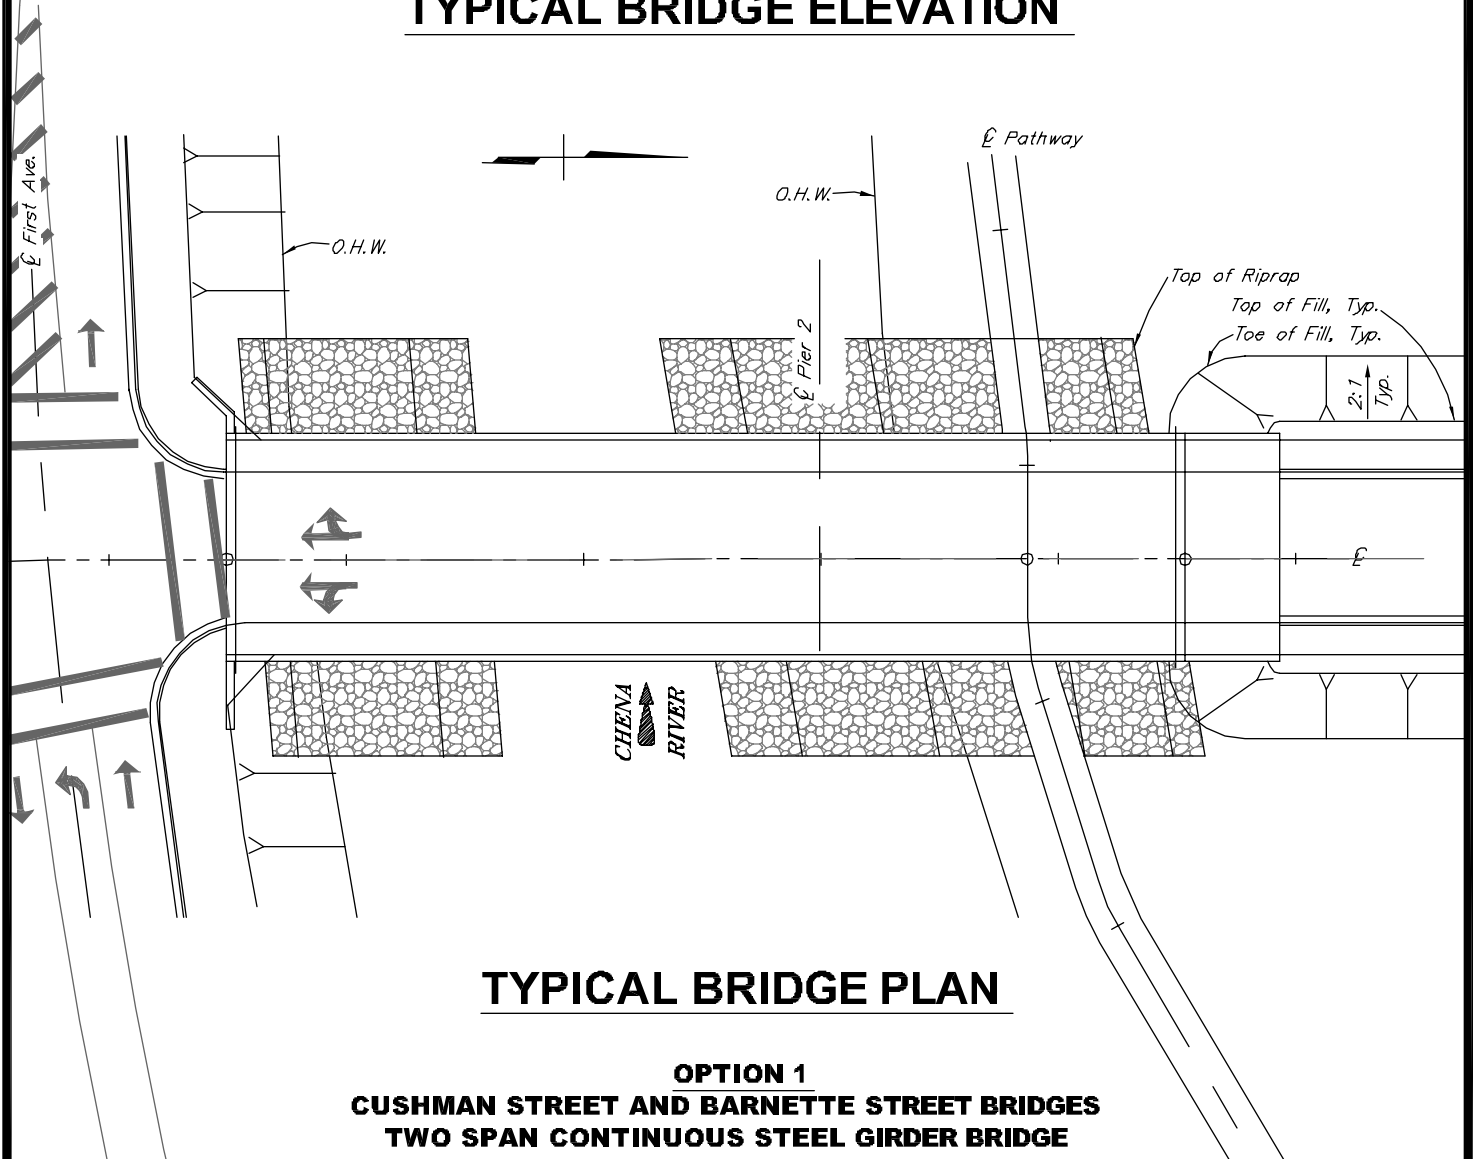 TYPICAL BRIDGE ELEVATION
℄ Pathway
℄ First Ave.
O.H.W.
O.H.W.
Top of Riprap
Top of Fill, Typ.
Toe of Fill, Typ.
℄ Pier 2
2:1
Typ.
℄
CHENA
RIVER
TYPICAL BRIDGE PLAN
OPTION 1
CUSHMAN STREET AND BARNETTE STREET BRIDGES
TWO SPAN CONTINUOUS STEEL GIRDER BRIDGE